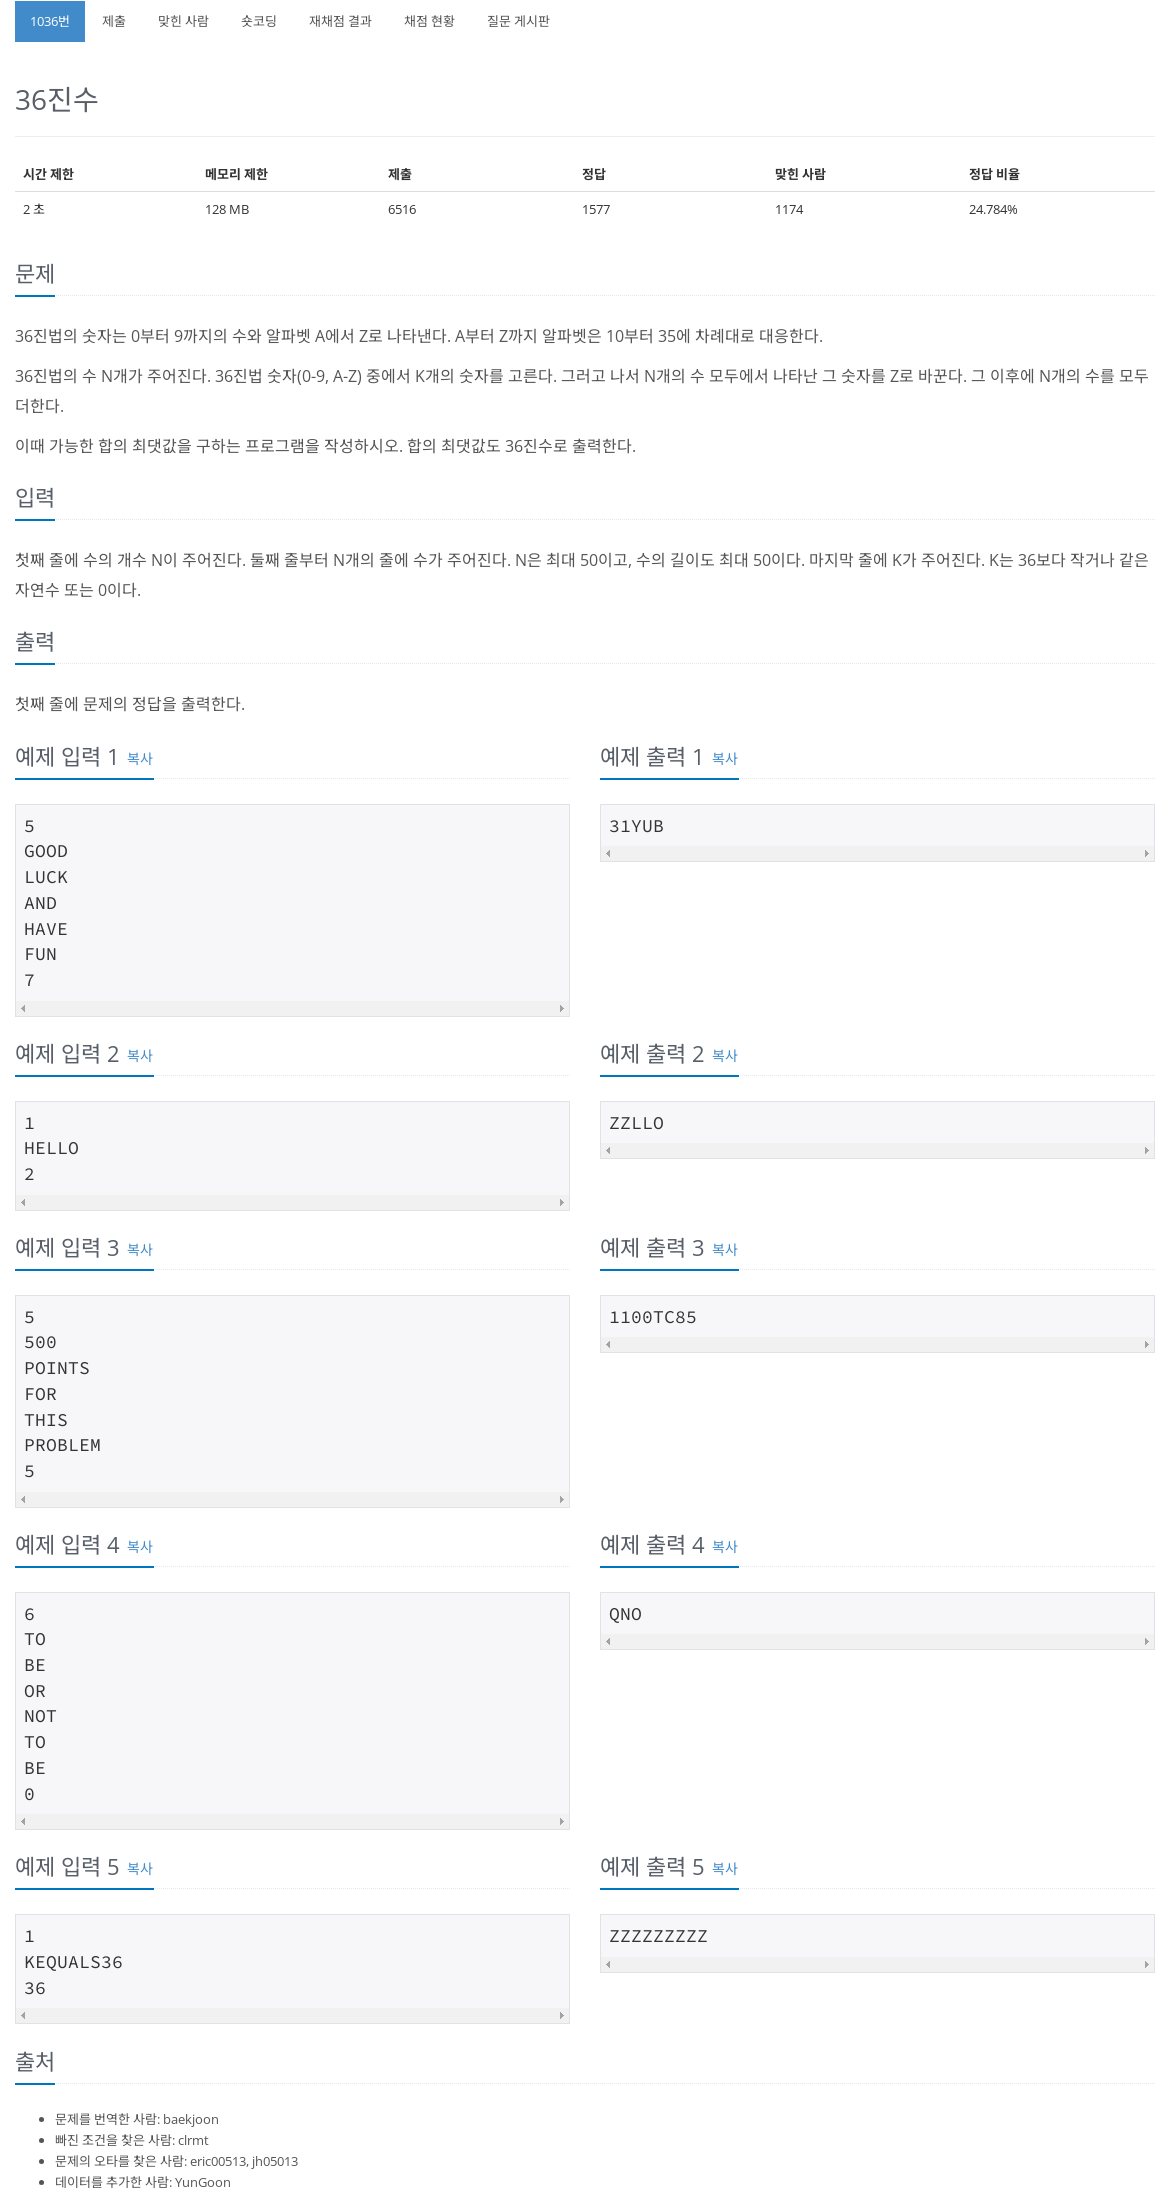 1036번 제출 맞힌 사람 숏코딩 재채점 결과 채점 현황 질문 게시판
36진수
시간 제한 메모리 제한 제출 정답 맞힌 사람 정답 비율
2 초 128 MB 6516 1577 1174 24.784%
문제
36진법의 숫자는 0부터 9까지의 수와 알파벳 A에서 Z로 나타낸다. A부터 Z까지 알파벳은 10부터 35에 차례대로 대응한다.
36진법의 수 N개가 주어진다. 36진법 숫자(0-9, A-Z) 중에서 K개의 숫자를 고른다. 그러고 나서 N개의 수 모두에서 나타난 그 숫자를 Z로 바꾼다. 그 이후에 N개의 수를 모두
더한다.
이때 가능한 합의 최댓값을 구하는 프로그램을 작성하시오. 합의 최댓값도 36진수로 출력한다.
입력
첫째 줄에 수의 개수 N이 주어진다. 둘째 줄부터 N개의 줄에 수가 주어진다. N은 최대 50이고, 수의 길이도 최대 50이다. 마지막 줄에 K가 주어진다. K는 36보다 작거나 같은
자연수 또는 0이다.
출력
첫째 줄에 문제의 정답을 출력한다.
예제 입력 1 복사
5
GOOD
LUCK
AND
HAVE
FUN
7
예제 출력 1 복사
31YUB
예제 입력 2 복사
1
HELLO
2
예제 출력 2 복사
ZZLLO
예제 입력 3 복사
5
500
POINTS
FOR
THIS
PROBLEM
5
예제 출력 3 복사
1100TC85
예제 입력 4 복사
6
TO
BE
OR
NOT
TO
BE
0
예제 출력 4 복사
QNO
예제 입력 5 복사
1
KEQUALS36
36
예제 출력 5 복사
ZZZZZZZZZ
출처
문제를 번역한 사람: baekjoon
빠진 조건을 찾은 사람: clrmt
문제의 오타를 찾은 사람: eric00513, jh05013
데이터를 추가한 사람: YunGoon